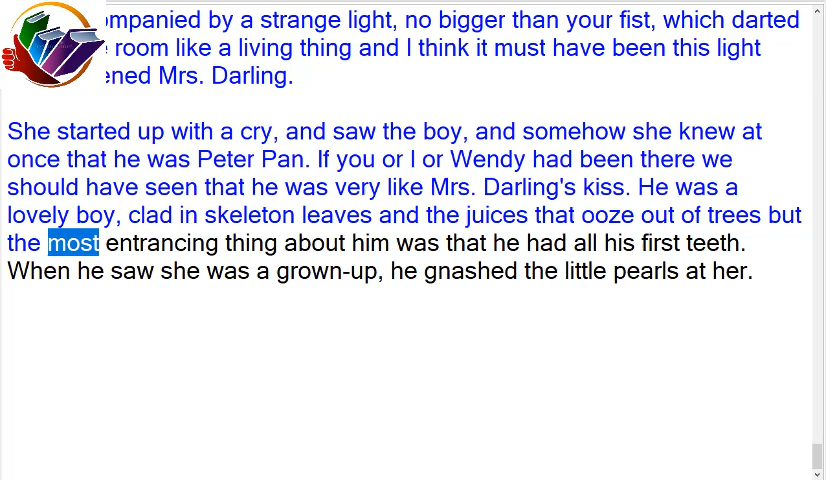 ompanied by a strange light, no bigger than your fist, which darted
room like a living thing and I think it must have been this light
ened Mrs. Darling.
She started up with a cry, and saw the boy, and somehow she knew at
once that he was Peter Pan. If you or I or Wendy had been there we
should have seen that he was very like Mrs. Darling's kiss. He was a
lovely boy, clad in skeleton leaves and the juices that ooze out of trees but
the most entrancing thing about him was that he had all his first teeth.
When he saw she was a grown-up, he gnashed the little pearls at her.